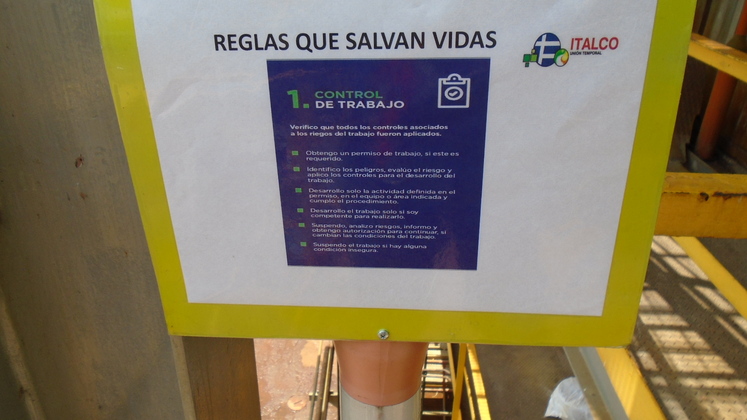 REGLAS QUE SALVAN VIDAS
ITALCO
UNION TEMPORAL
1. CONTROL
DE TRABAJO
Verifico que todos los controles asociados
a los riegos del trabajo fueron aplicados.
Obtengo un permiso de trabajo, si este es
requerido.
Identifico los peligros, evalúo el riesgo y
aplico los controles para el desarrollo del
trabajo.
Desarrollo solo la actividad definida en el
permiso, en el equipo o área indicada y
cumplo el procedimiento.
Desarrollo el trabajo solo si soy
competente para realizarlo.
Suspendo, analizo riesgos, informo y
obtengo autorización para continuar, si
cambian las condiciones del trabajo.
Suspendo el trabajo si hay alguna
condición insegura.